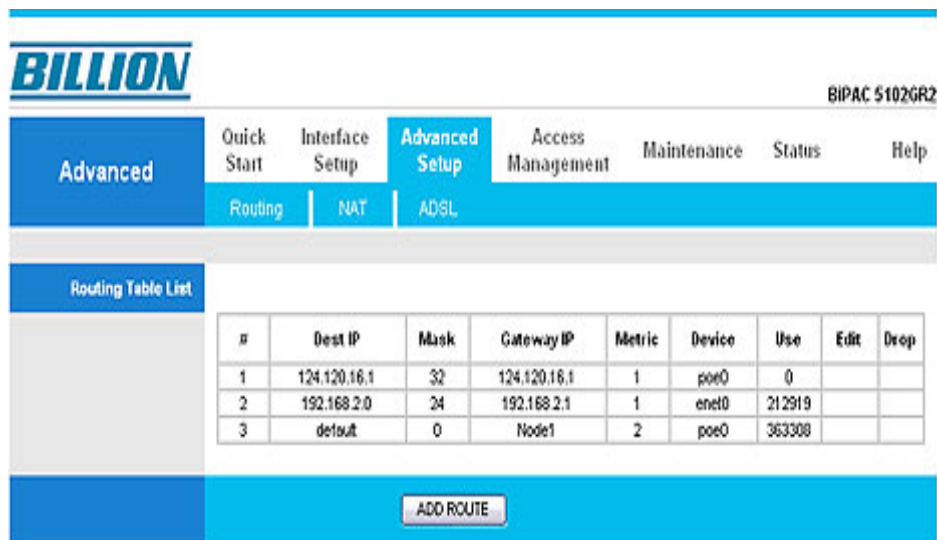 BILLION
BIPAC 5102GR2
Advanced
Quick Start
Interface Setup
Advanced Setup
Access Management
Maintenance
Status
Help
Routing
NAT
ADSL
Routing Table List
# Dest IP Mask Gateway IP Metric Device Use Edit Drop
1 124.120.16.1 32 124.120.16.1 1 poe0 0
2 192.168.2.0 24 192.168.2.1 1 enet0 212919
3 default 0 Node1 2 poe0 363308
ADD ROUTE